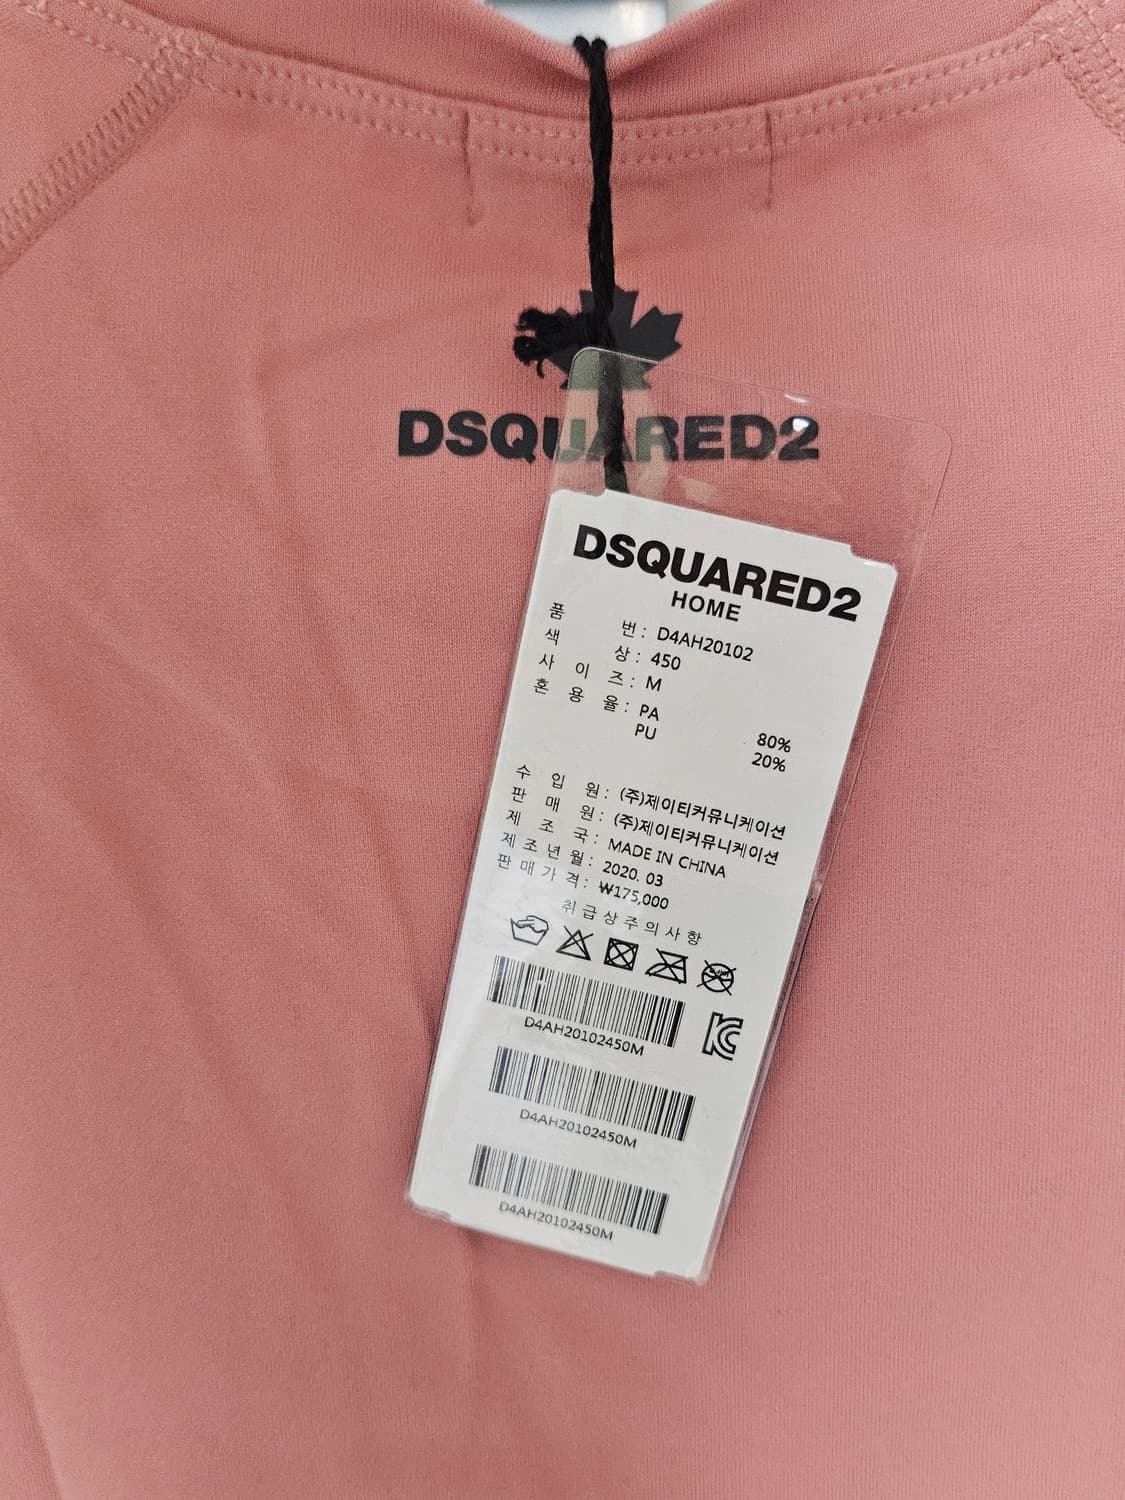 DSQUARED2
DSQUARED2
HOME
품 번 : D4AH20102
색 상 : 450
사 이 즈 : M
혼 용 율 : PA 80%
PU 20%
수 입 원 : (주)제이티커뮤니케이션
판 매 원 : (주)제이티커뮤니케이션
제 조 국 : MADE IN CHINA
제 조 년 월 : 2020. 03
판 매 가 격 : ₩175,000
취 급 상 주 의 사 항
D4AH20102450M
KC
D4AH20102450M
D4AH20102450M